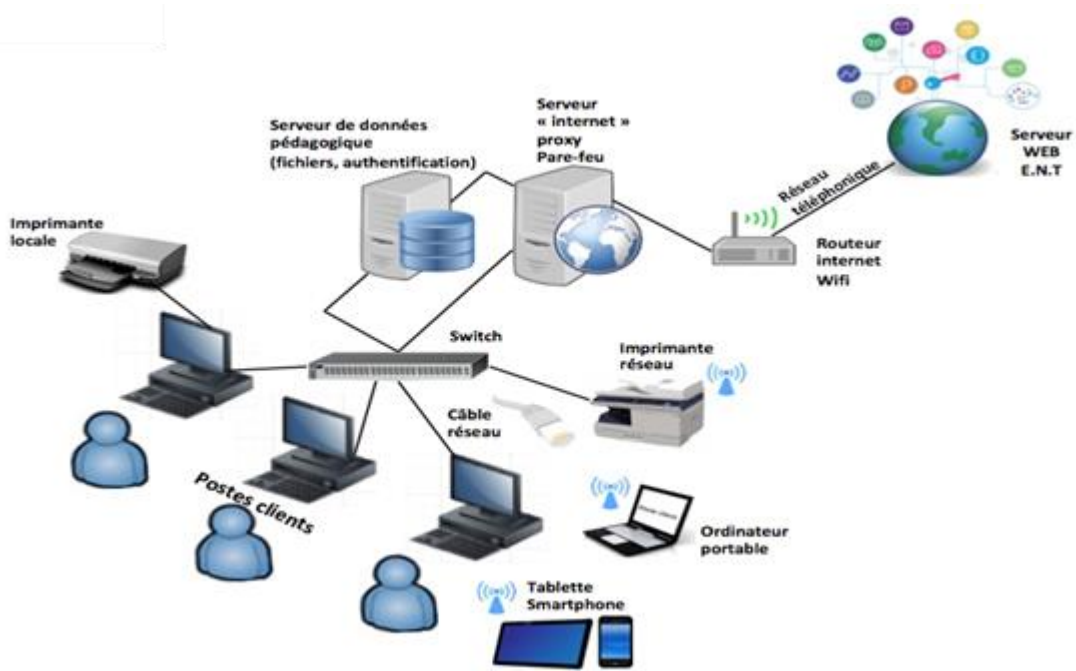 Serveur de données
pédagogique
(fichiers, authentification)
Serveur
« internet »
proxy
Pare-feu
Serveur
WEB
E.N.T
Réseau
téléphonique
Routeur
internet
Wifi
Imprimante
locale
Switch
Imprimante
réseau
Câble
réseau
Postes clients
Ordinateur
portable
Tablette
Smartphone